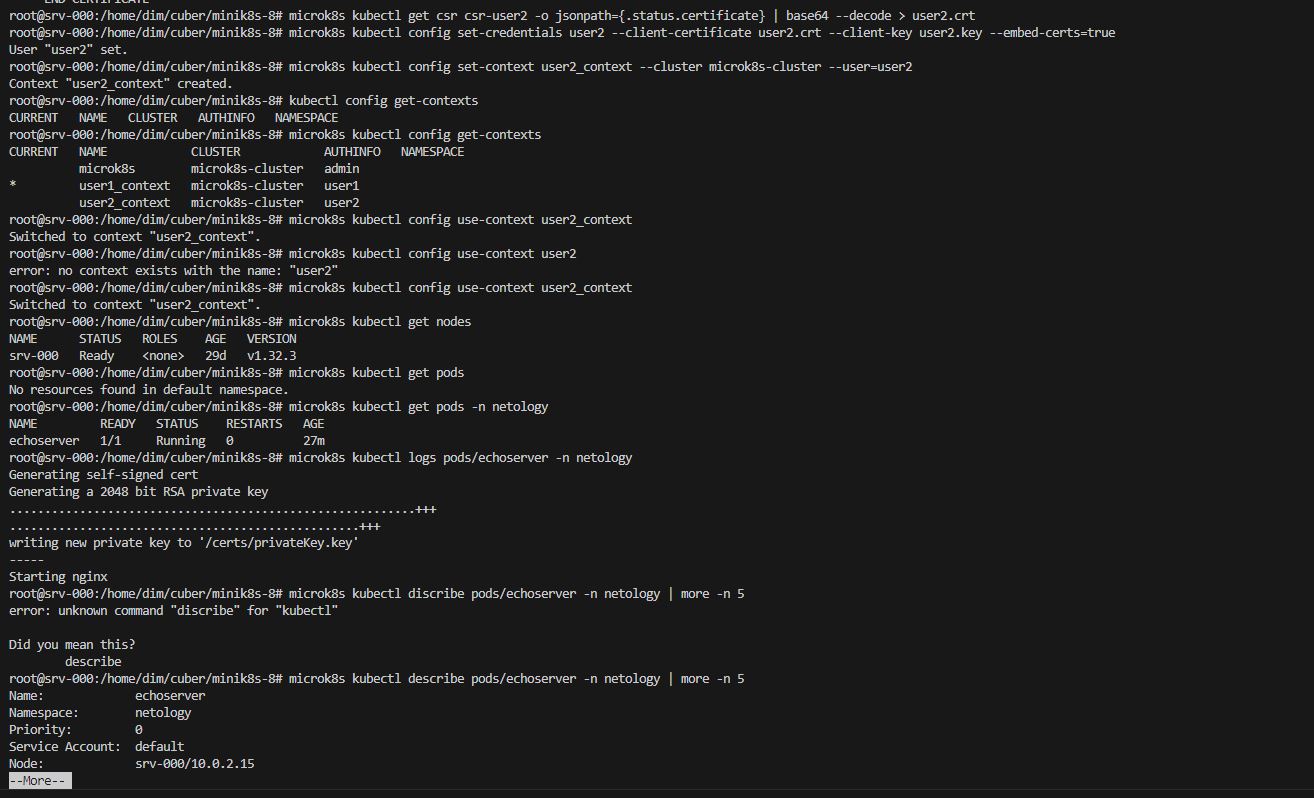 END CERTIFICATE
root@srv-000:/home/dim/cuber/minik8s-8# microk8s kubectl get csr csr-user2 -o jsonpath={.status.certificate} | base64 --decode > user2.crt
root@srv-000:/home/dim/cuber/minik8s-8# microk8s kubectl config set-credentials user2 --client-certificate user2.crt --client-key user2.key --embed-certs=true
User "user2" set.
root@srv-000:/home/dim/cuber/minik8s-8# microk8s kubectl config set-context user2_context --cluster microk8s-cluster --user=user2
Context "user2_context" created.
root@srv-000:/home/dim/cuber/minik8s-8# kubectl config get-contexts
CURRENT   NAME   CLUSTER   AUTHINFO   NAMESPACE
root@srv-000:/home/dim/cuber/minik8s-8# microk8s kubectl config get-contexts
CURRENT   NAME            CLUSTER            AUTHINFO   NAMESPACE
          microk8s        microk8s-cluster   admin
*         user1_context   microk8s-cluster   user1
          user2_context   microk8s-cluster   user2
root@srv-000:/home/dim/cuber/minik8s-8# microk8s kubectl config use-context user2_context
Switched to context "user2_context".
root@srv-000:/home/dim/cuber/minik8s-8# microk8s kubectl config use-context user2
error: no context exists with the name: "user2"
root@srv-000:/home/dim/cuber/minik8s-8# microk8s kubectl config use-context user2_context
Switched to context "user2_context".
root@srv-000:/home/dim/cuber/minik8s-8# microk8s kubectl get nodes
NAME      STATUS   ROLES    AGE   VERSION
srv-000   Ready    <none>   29d   v1.32.3
root@srv-000:/home/dim/cuber/minik8s-8# microk8s kubectl get pods
No resources found in default namespace.
root@srv-000:/home/dim/cuber/minik8s-8# microk8s kubectl get pods -n netology
NAME         READY   STATUS    RESTARTS   AGE
echoserver   1/1     Running   0          27m
root@srv-000:/home/dim/cuber/minik8s-8# microk8s kubectl logs pods/echoserver -n netology
Generating self-signed cert
Generating a 2048 bit RSA private key
..........................................................+++
..................................................+++
writing new private key to '/certs/privateKey.key'
-----
Starting nginx
root@srv-000:/home/dim/cuber/minik8s-8# microk8s kubectl discribe pods/echoserver -n netology | more -n 5
error: unknown command "discribe" for "kubectl"
Did you mean this?
        describe
root@srv-000:/home/dim/cuber/minik8s-8# microk8s kubectl describe pods/echoserver -n netology | more -n 5
Name:             echoserver
Namespace:        netology
Priority:         0
Service Account:  default
Node:             srv-000/10.0.2.15
--More--